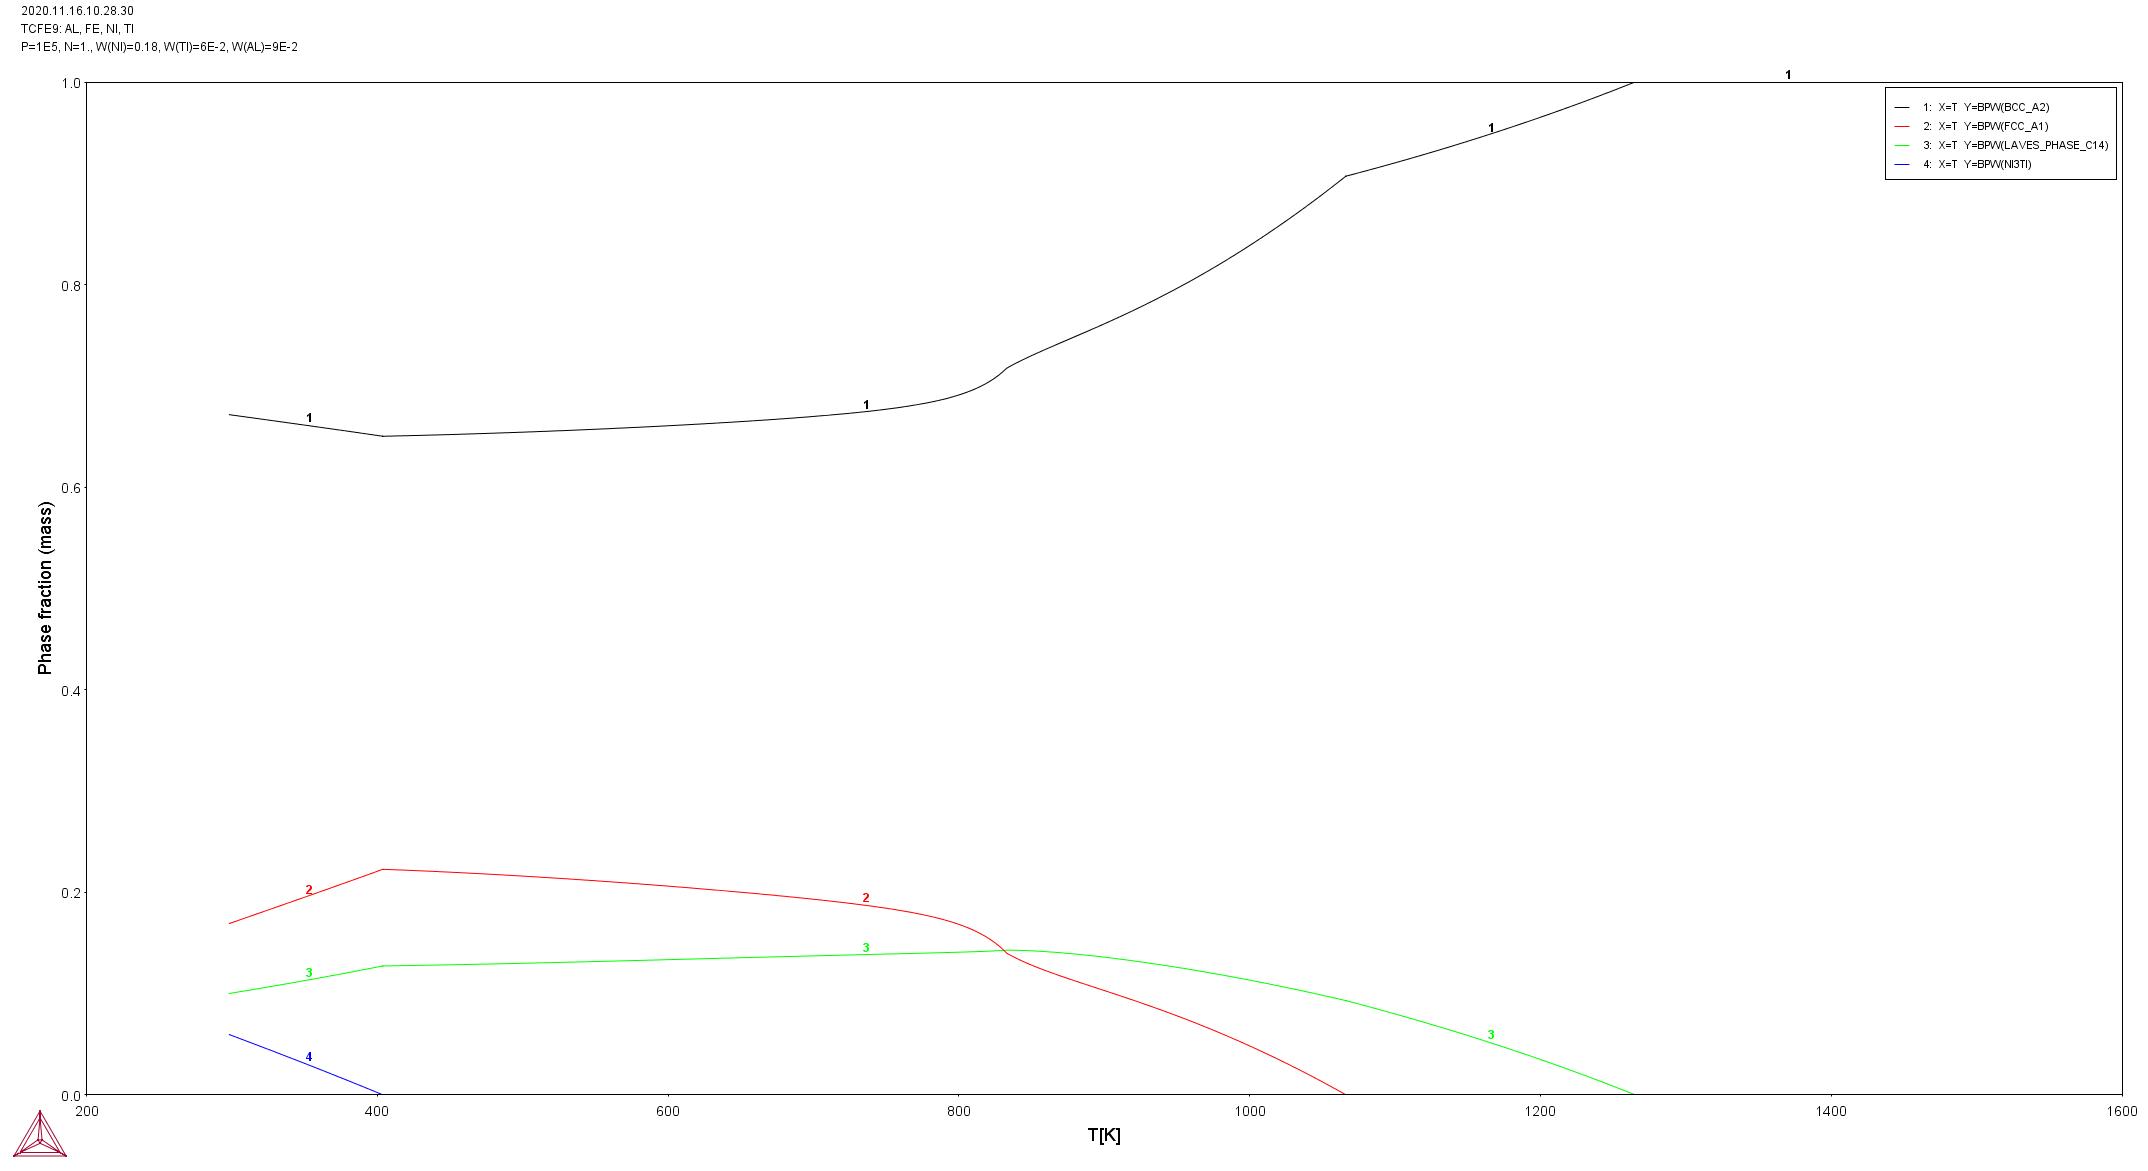 2020.11.16.10.28.30
TCFE9: AL, FE, NI, TI
P=1E5, N=1., W(NI)=0.18, W(TI)=6E-2, W(AL)=9E-2
1
1: X=T Y=BPW(BCC_A2)
2: X=T Y=BPW(FCC_A1)
3: X=T Y=BPW(LAVES_PHASE_C14)
4: X=T Y=BPW(NI3TI)
1.0
1
0.8
1
1
0.6
Phase fraction (mass)
0.4
2
2
0.2
3
3
3
4
0.0
200 400 600 800 1000 1200 1400 1600
T[K]